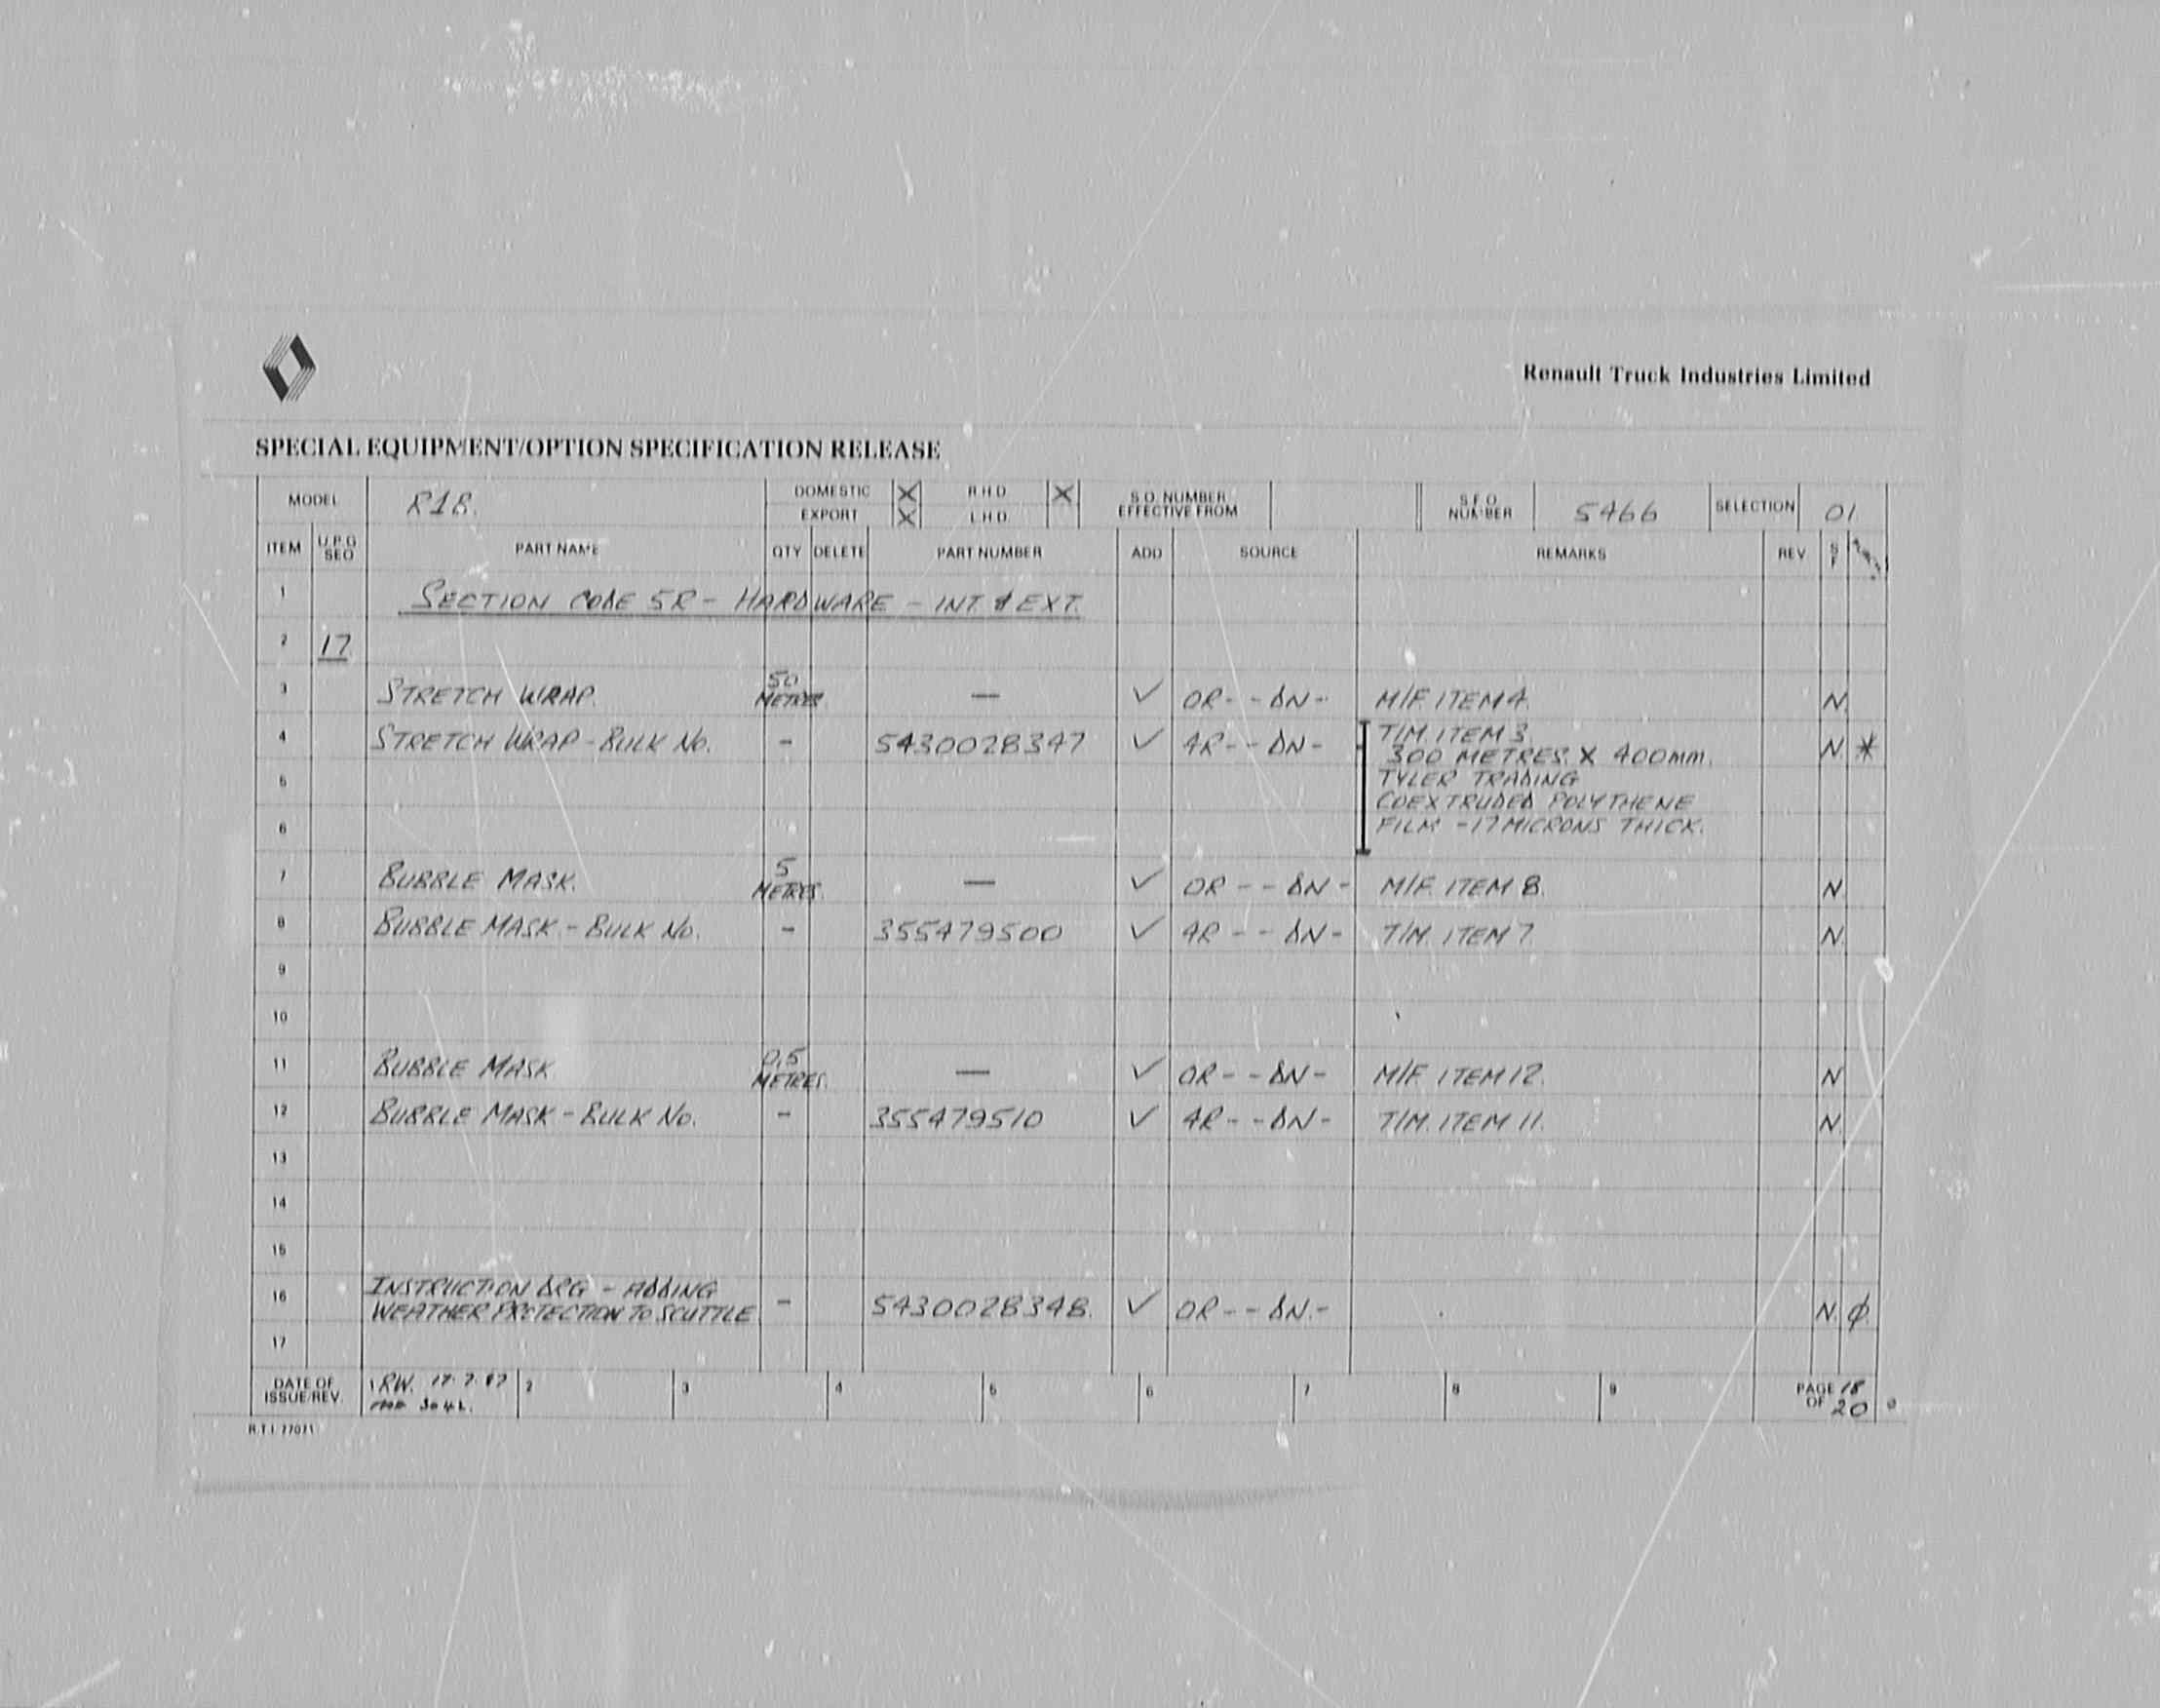 Renault Truck Industries Limited
SPECIAL EQUIPMENT/OPTION SPECIFICATION RELEASE
MODEL R18. DOMESTIC X R.H.D. X S.O. NUMBER EFFECTIVE FROM S.F.O. NUMBER 5466 SELECTION 01
EXPORT X L.H.D.
ITEM U.P.G SEQ PART NAME QTY DELETE PART NUMBER ADD SOURCE REMARKS REV S F
1 SECTION CODE 5R - HARDWARE - INT & EXT.
2 17
3 STRETCH WRAP. 50 METRES — ✓ OR - - DN - M/F. ITEM 4. N.
4 STRETCH WRAP - BULK No. - 5430028347 ✓ 4R - - DN - T/M. ITEM 3. N *
300 METRES. X 400mm.
5 TYLER TRADING
COEXTRUDED POLYTHENE
6 FILM - 17 MICRONS THICK.
7 BUBBLE MASK. 5 METRES. — ✓ OR - - DN - M/F. ITEM 8. N
8 BUBBLE MASK - BULK No. - 355479500 ✓ 4R - - DN - T/M. ITEM 7. N.
9
10
11 BUBBLE MASK 0,5 METRES. — ✓ OR - - DN - M/F. ITEM 12. N
12 BUBBLE MASK - BULK No. - 355479510 ✓ 4R - - DN - T/M. ITEM 11. N.
13
14
15
16 INSTRUCTION DRG - ADDING
WEATHER PROTECTION TO SCUTTLE - 5430028348. ✓ OR - - DN. - N. ϕ.
17
DATE OF ISSUE/REV. 1 RW. 17.7.87 2 3 4 5 6 7 8 9 PAGE 18 OF 20
R.T.I. 77071